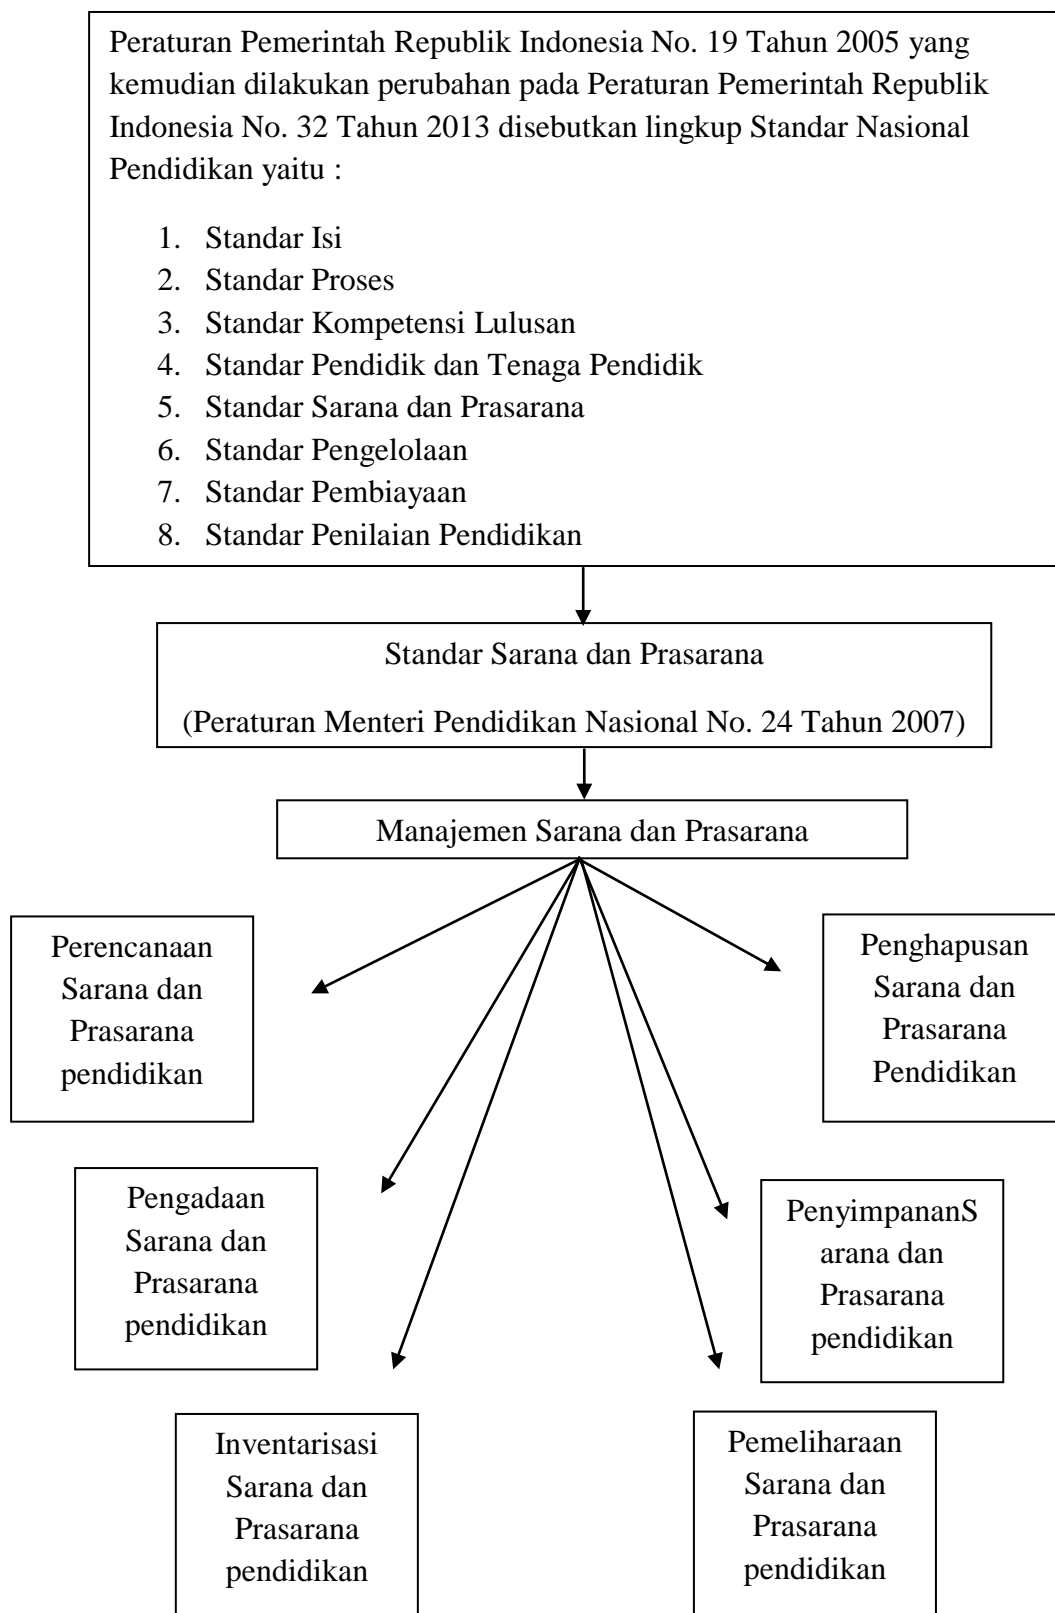 Peraturan Pemerintah Republik Indonesia No. 19 Tahun 2005 yang
kemudian dilakukan perubahan pada Peraturan Pemerintah Republik
Indonesia No. 32 Tahun 2013 disebutkan lingkup Standar Nasional
Pendidikan yaitu :
1. Standar Isi
2. Standar Proses
3. Standar Kompetensi Lulusan
4. Standar Pendidik dan Tenaga Pendidik
5. Standar Sarana dan Prasarana
6. Standar Pengelolaan
7. Standar Pembiayaan
8. Standar Penilaian Pendidikan
Standar Sarana dan Prasarana
(Peraturan Menteri Pendidikan Nasional No. 24 Tahun 2007)
Manajemen Sarana dan Prasarana
Perencanaan
Sarana dan
Prasarana
pendidikan
Penghapusan
Sarana dan
Prasarana
Pendidikan
Pengadaan
Sarana dan
Prasarana
pendidikan
PenyimpananS
arana dan
Prasarana
pendidikan
Inventarisasi
Sarana dan
Prasarana
pendidikan
Pemeliharaan
Sarana dan
Prasarana
pendidikan